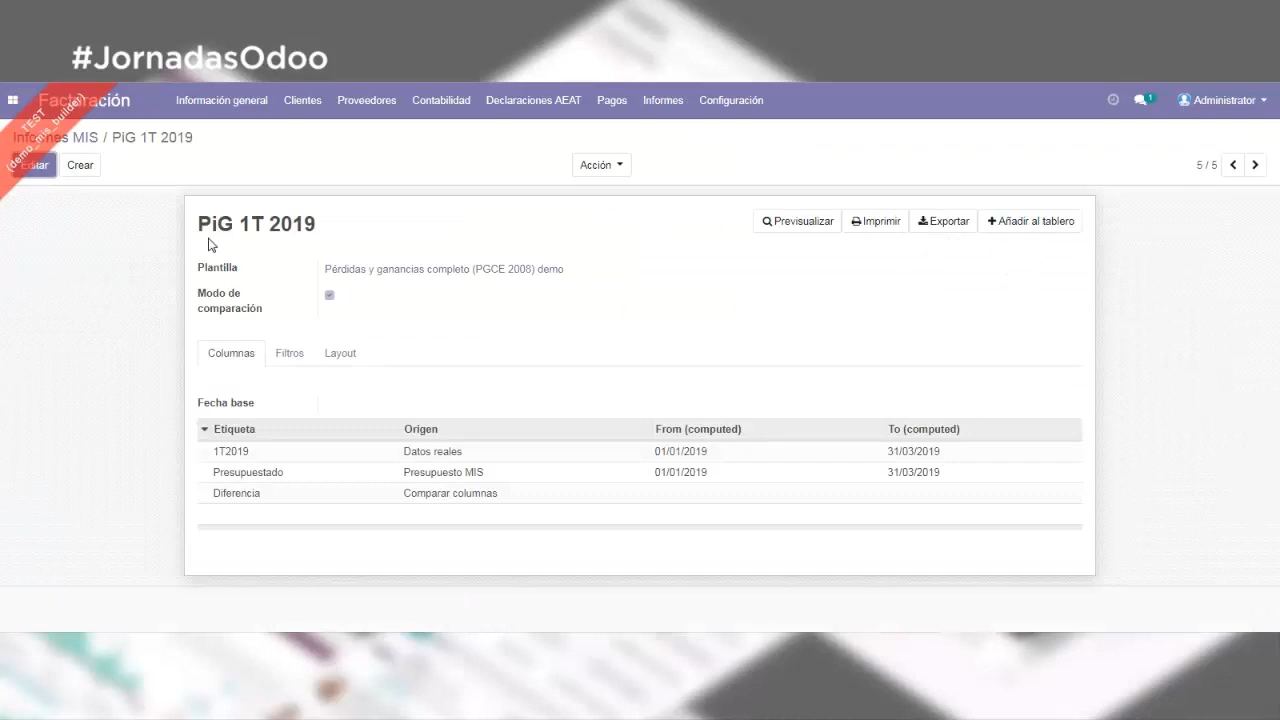 #JornadasOdoo
Facturación
Información general
Clientes
Proveedores
Contabilidad
Declaraciones AEAT
Pagos
Informes
Configuración
1
Administrator
TEST
(demo_mis_builder)
Informes MIS / PiG 1T 2019
Editar
Crear
Acción
5 / 5
PiG 1T 2019
Previsualizar
Imprimir
Exportar
Añadir al tablero
Plantilla
Pérdidas y ganancias completo (PGCE 2008) demo
Modo de
comparación
Columnas
Filtros
Layout
Fecha base
Etiqueta
Origen
From (computed)
To (computed)
1T2019
Datos reales
01/01/2019
31/03/2019
Presupuestado
Presupuesto MIS
01/01/2019
31/03/2019
Diferencia
Comparar columnas